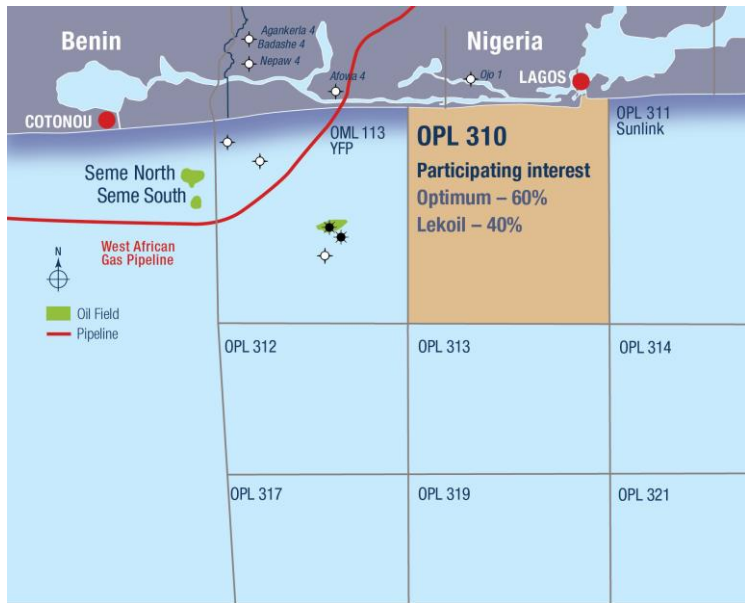 Benin
Agankerla 4
Badashe 4
Nepaw 4
Afowa 4
Nigeria
Ojo 1
LAGOS
COTONOU
OML 113
YFP
OPL 310
Participating interest
Optimum – 60%
Lekoil – 40%
OPL 311
Sunlink
Seme North
Seme South
West African
Gas Pipeline
N
Oil Field
Pipeline
OPL 312
OPL 313
OPL 314
OPL 317
OPL 319
OPL 321